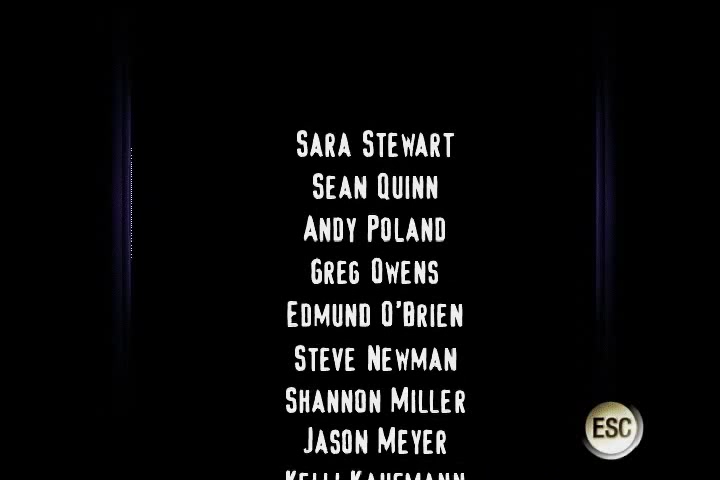 SARA STEWART
SEAN QUINN
ANDY POLAND
GREG OWENS
EDMUND O'BRIEN
STEVE NEWMAN
SHANNON MILLER
JASON MEYER
ESC